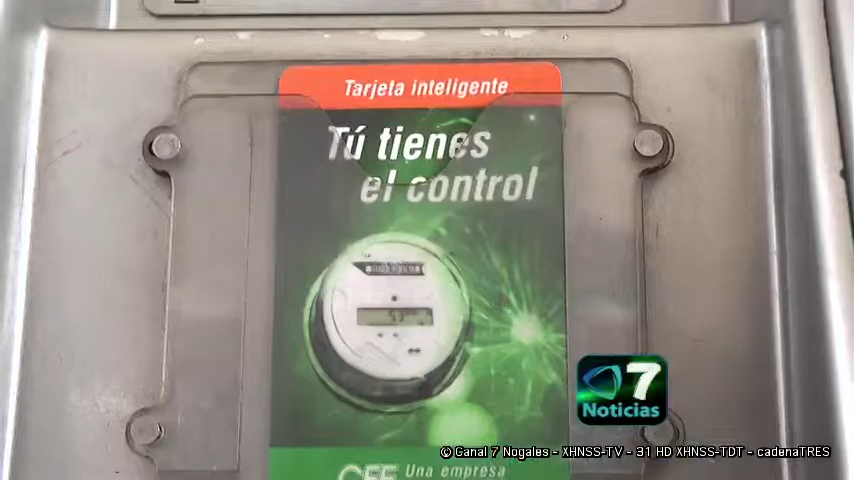 Tarjeta inteligente
Tú tienes
el control
CFE Una empresa
7
Noticias
© Canal 7 Nogales - XHNSS-TV - 31 HD XHNSS-TDT - cadenaTRES